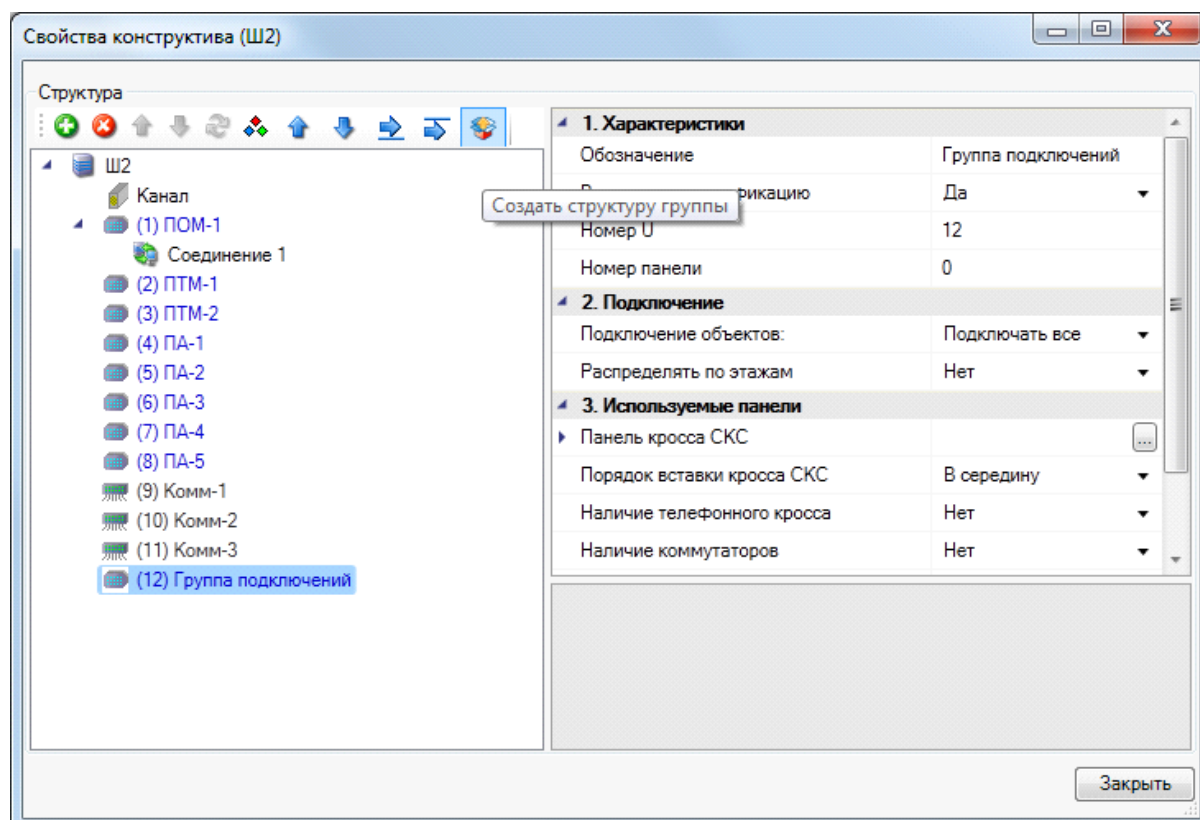 Свойства конструктива (Ш2)
Структура
Ш2
Канал
(1) ПОМ-1
Соединение 1
(2) ПТМ-1
(3) ПТМ-2
(4) ПА-1
(5) ПА-2
(6) ПА-3
(7) ПА-4
(8) ПА-5
(9) Комм-1
(10) Комм-2
(11) Комм-3
(12) Группа подключений
Создать структуру группы
1. Характеристики
Обозначение Группа подключений
Да
Номер U 12
Номер панели 0
2. Подключение
Подключение объектов: Подключать все
Распределять по этажам Нет
3. Используемые панели
Панель кросса СКС ...
Порядок вставки кросса СКС В середину
Наличие телефонного кросса Нет
Наличие коммутаторов Нет
Закрыть